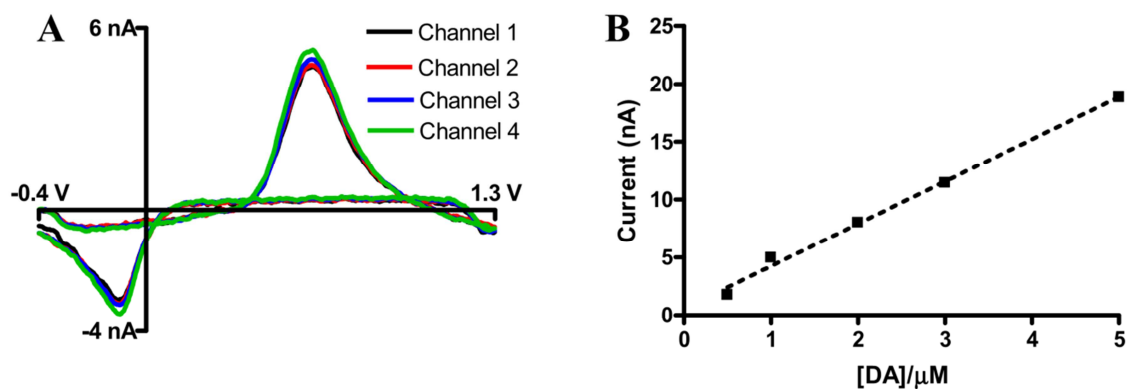 A
6 nA
Channel 1
Channel 2
Channel 3
Channel 4
-0.4 V
1.3 V
-4 nA
B
Current (nA)
25
20
15
10
5
0
0 1 2 3 4 5
[DA]/μM